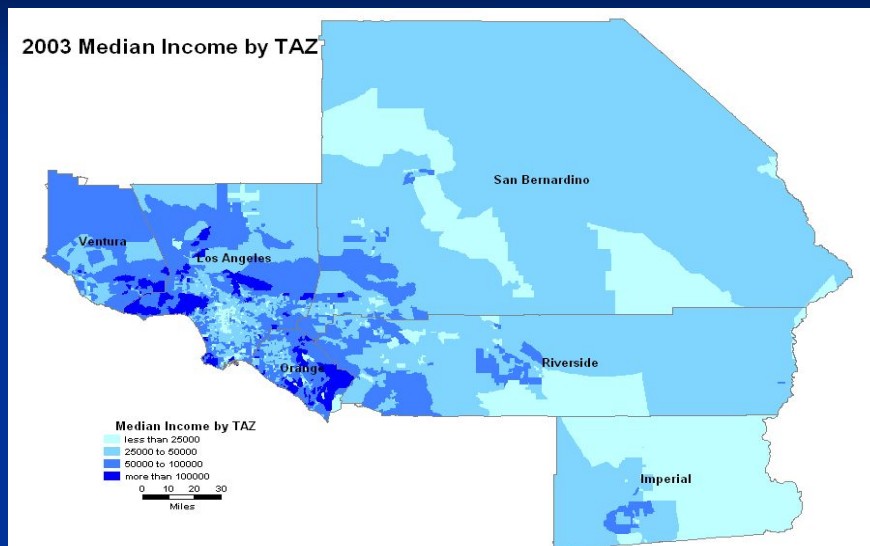 2003 Median Income by TAZ
San Bernardino
Ventura
Los Angeles
Orange
Riverside
Imperial
Median Income by TAZ
less than 25000
25000 to 50000
50000 to 100000
more than 100000
0 10 20 30
Miles